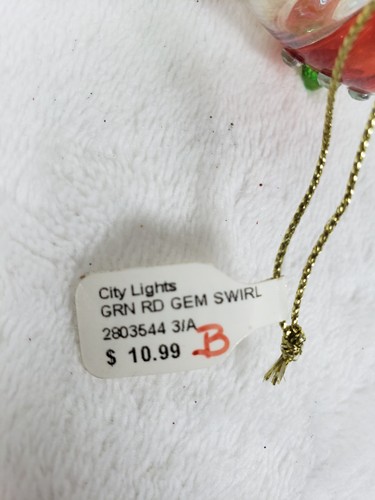 City Lights
GRN RD GEM SWIRL
2803544 3/A
$ 10.99 B